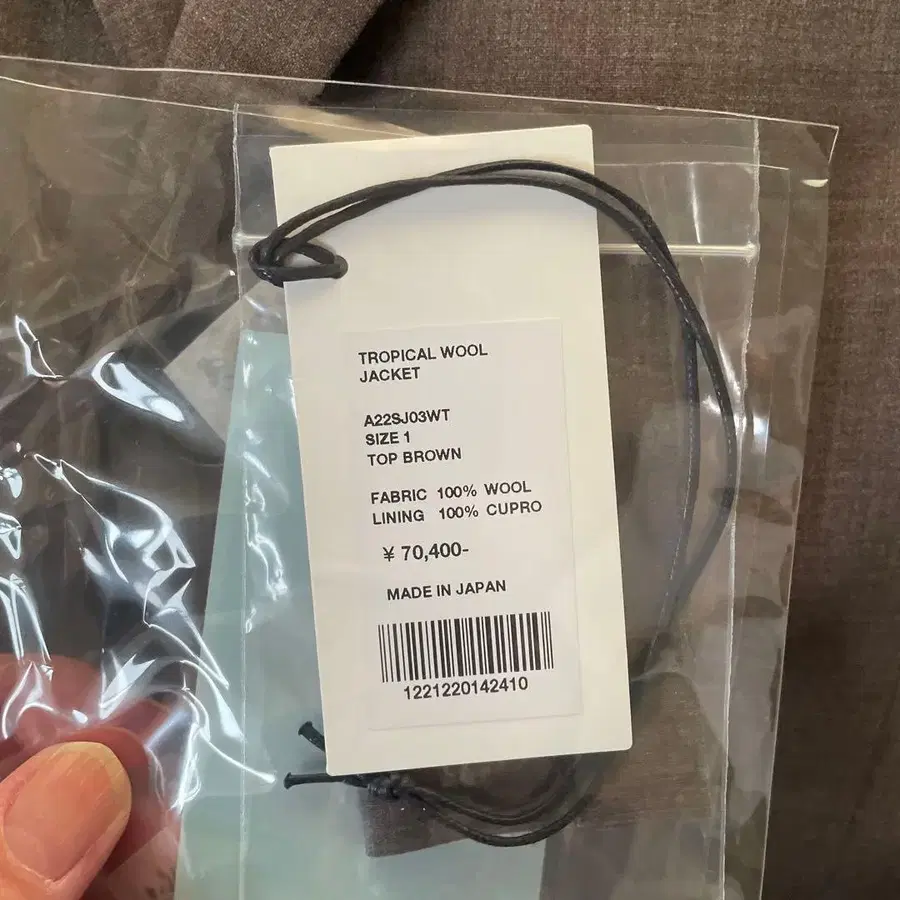 TROPICAL WOOL
JACKET
A22SJ03WT
SIZE 1
TOP BROWN
FABRIC 100% WOOL
LINING 100% CUPRO
¥ 70,400-
MADE IN JAPAN
1221220142410